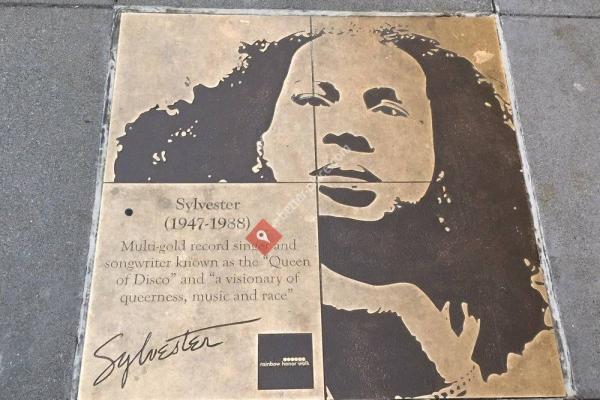 Sylvester
(1947-1988)
Multi-gold record singer and
songwriter known as the "Queen
of Disco" and "a visionary of
queerness, music and race"
Sylvester
rainbow honor walk